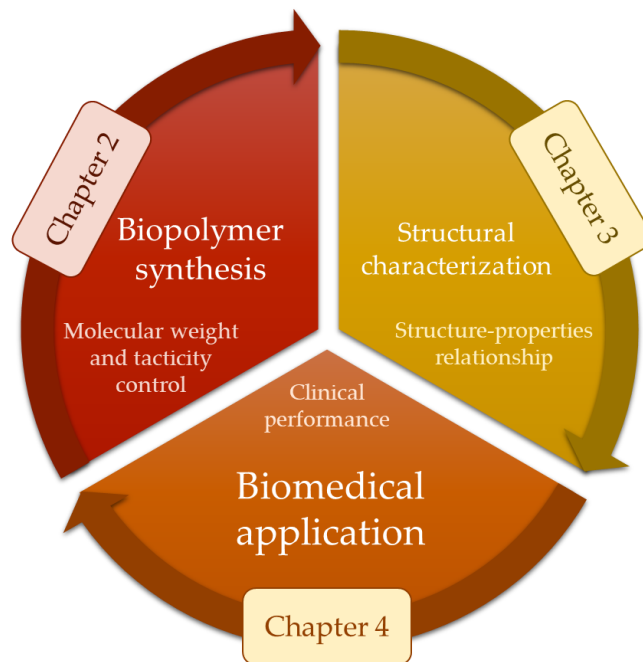 Chapter 2
Biopolymer
synthesis
Molecular weight
and tacticity
control
Chapter 3
Structural
characterization
Structure-properties
relationship
Clinical
performance
Biomedical
application
Chapter 4